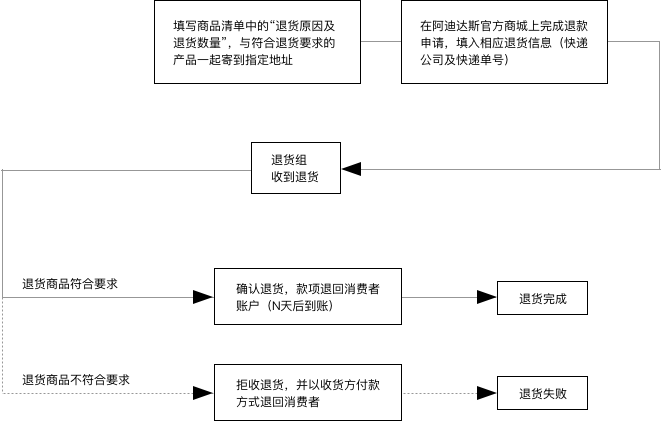 填写商品清单中的“退货原因及
退货数量”，与符合退货要求的
产品一起寄到指定地址
在阿迪达斯官方商城上完成退款
申请，填入相应退货信息（快递
公司及快递单号）
退货组
收到退货
退货商品符合要求
确认退货，款项退回消费者
账户（N天后到账）
退货完成
退货商品不符合要求
拒收退货，并以收货方付款
方式退回消费者
退货失败